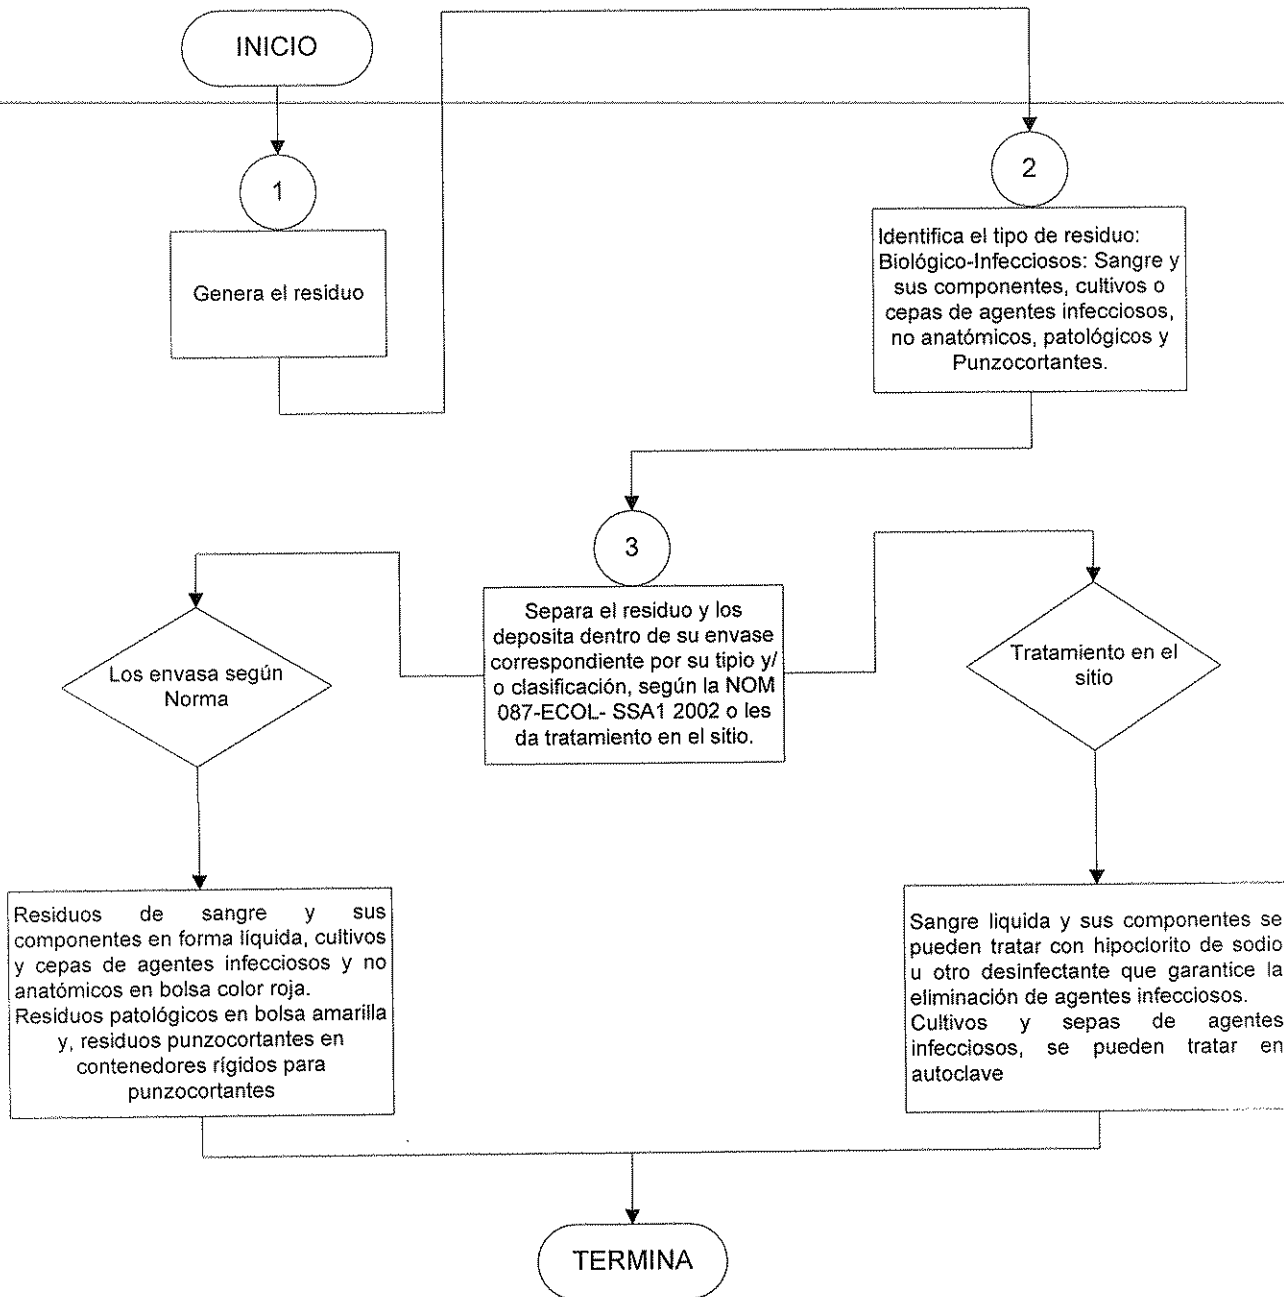 INICIO
1
Genera el residuo
2
Identifica el tipo de residuo:
Biológico-Infecciosos: Sangre y
sus componentes, cultivos o
cepas de agentes infecciosos,
no anatómicos, patológicos y
Punzocortantes.
3
Separa el residuo y los
deposita dentro de su envase
correspondiente por su tipio y/
o clasificación, según la NOM
087-ECOL- SSA1 2002 o les
da tratamiento en el sitio.
Los envasa según
Norma
Tratamiento en el
sitio
Residuos de sangre y sus
componentes en forma líquida, cultivos
y cepas de agentes infecciosos y no
anatómicos en bolsa color roja.
Residuos patológicos en bolsa amarilla
y, residuos punzocortantes en
contenedores rígidos para
punzocortantes
Sangre liquida y sus componentes se
pueden tratar con hipoclorito de sodio
u otro desinfectante que garantice la
eliminación de agentes infecciosos.
Cultivos y sepas de agentes
infecciosos, se pueden tratar en
autoclave
TERMINA